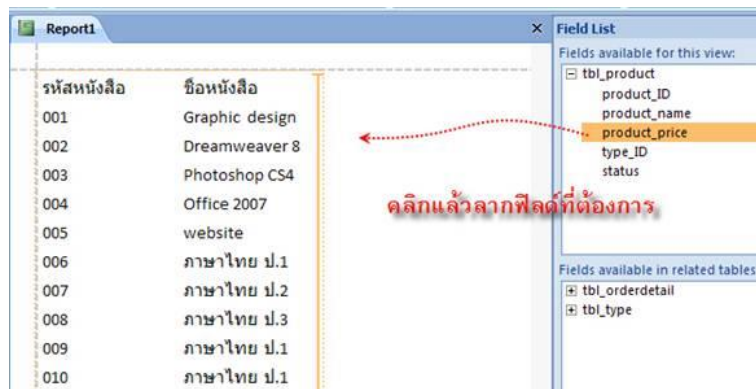 Report1
รหัสหนังสือ ชื่อหนังสือ
001 Graphic design
002 Dreamweaver 8
003 Photoshop CS4
004 Office 2007
005 website
006 ภาษาไทย ป.1
007 ภาษาไทย ป.2
008 ภาษาไทย ป.3
009 ภาษาไทย ป.1
010 ภาษาไทย ป.1
คลิกแล้วลากฟิลด์ที่ต้องการ
Field List
Fields available for this view:
tbl_product
product_ID
product_name
product_price
type_ID
status
Fields available in related tables
tbl_orderdetail
tbl_type